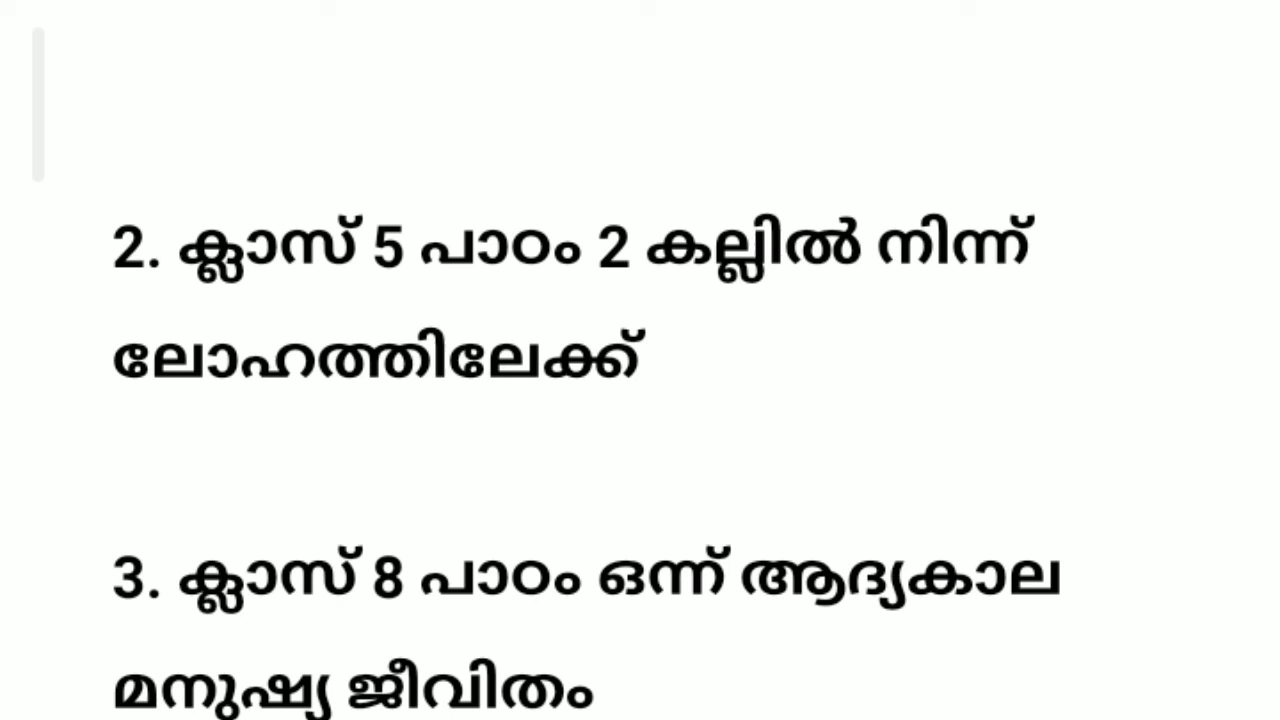 2. ക്ലാസ് 5 പാഠം 2 കല്ലിൽ നിന്ന്
ലോഹത്തിലേക്ക്
3. ക്ലാസ് 8 പാഠം ഒന്ന് ആദ്യകാല
മനുഷ്യ ജീവിതം